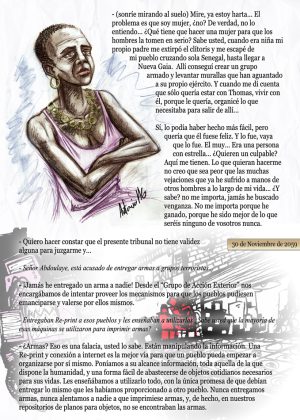 - (sonríe mirando al suelo) Mire, ya estoy harta... El
problema es que soy mujer, ¿no? De verdad, no lo
entiendo... ¿Qué tiene que hacer una mujer para que los
hombres la tomen en serio? Sabe usted, cuando era niña mi
propio padre me extirpó el clítoris y me escapé de
mi pueblo cruzando sola Senegal, hasta llegar a
Nueva Guía. Allí conseguí crear un grupo
armado y levantar murallas que han aguantado
a su propio ejército. Y cuando me di cuenta
que sólo quería estar con Thomas, vivir con
él, porque le quería, organicé lo que
necesitaba para salir de allí...
Sí, lo podía haber hecho más fácil, pero
quería que él fuese feliz. Y lo fue, vaya
que lo fue. El muy... Era una persona
con estrella... ¿Quieren un culpable?
Aquí me tienen. Lo que quieran hacerme
no creo que sea peor que las muchas
vejaciones que ya he sufrido a manos de
otros hombres a lo largo de mi vida... ¿Y
sabe? no me importa, jamás he buscado
venganza. No me importa porque he
ganado, porque he sido mejor de lo que
seréis ninguno de vosotros nunca.
- Quiero hacer constar que el presente tribunal no tiene validez
alguna para juzgarme y...
30 de Noviembre de 2059
- Señor Abdoulaye, está acusado de entregar armas a grupos terroristas...
- ¡Jamás he entregado un arma a nadie! Desde el "Grupo de Acción Exterior" nos
encargábamos de intentar proveer los mecanismos para que los pueblos pudiesen
emanciparse y valerse por ellos mismos.
- Entregaban Re-print a esos pueblos y les enseñaban a utilizarlas. Sabe que la mayoría de
esas máquinas se utilizaron para imprimir armas?
- ¿Armas? Eso es una falacia, usted lo sabe. Están manipulando la información. Una
Re-print y conexión a internet es la mejor vía para que un pueblo pueda empezar a
organizarse por si mismo. Poníamos a su alcance información, toda aquella de la que
dispone la humanidad, y una forma fácil de abastecerse de objetos cotidianos necesarios
para sus vidas. Les enseñábamos a utilizarlo todo, con la única promesa de que debían
entregar lo mismo que les habíamos proporcionado a otro pueblo. Nunca entregamos
armas, nunca alentamos a nadie a que imprimiese armas, y, de hecho, en nuestros
repositorios de planos para objetos, no se encontraban las armas.